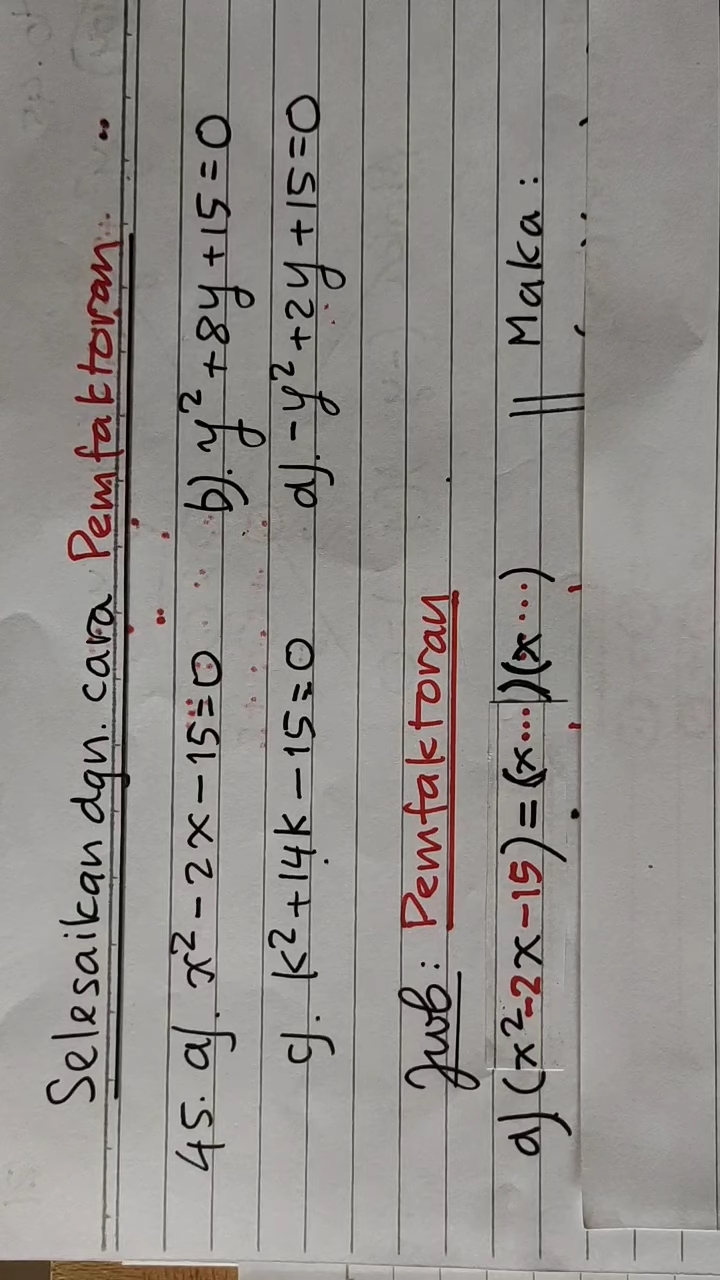 Selesaikan dgn. cara Pemfaktoran..
45. a). x² - 2x - 15 = 0 b). y² + 8y + 15 = 0
c). k² + 14k - 15 = 0 d). -y² + 2y + 15 = 0
Jwb: Pemfaktoran
a) (x² - 2x - 15) = (x...)(x...) || Maka: